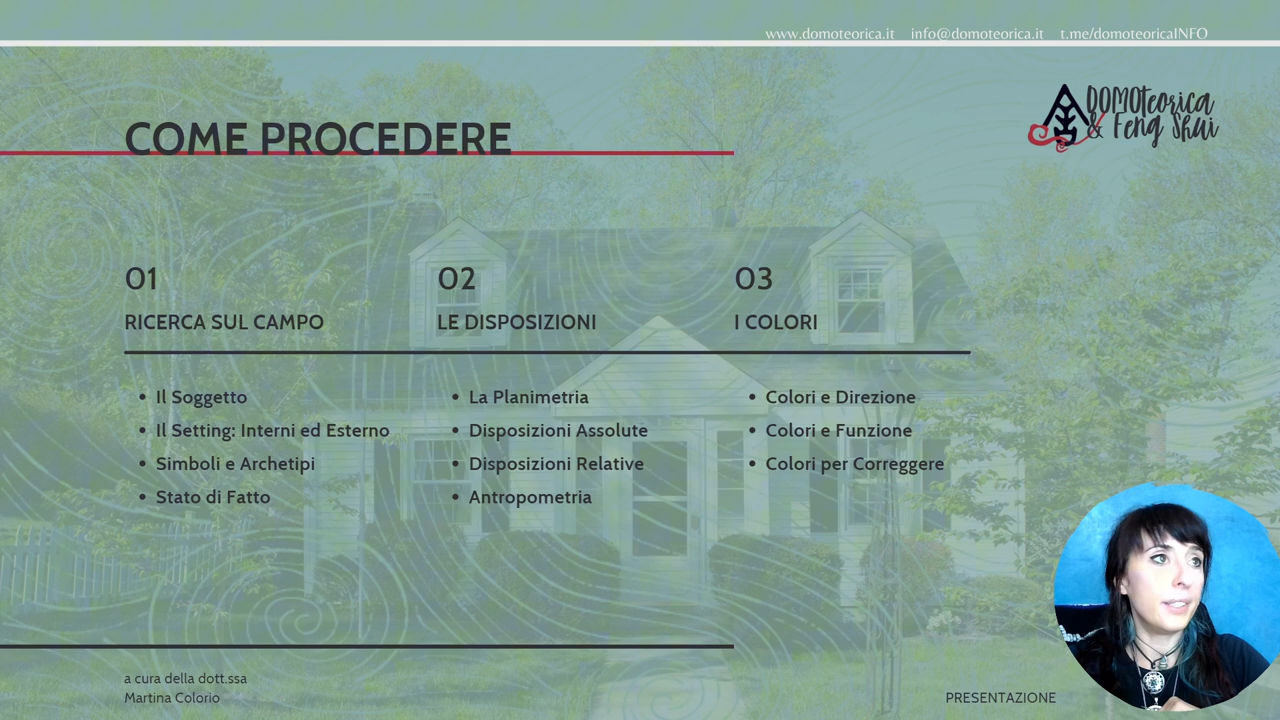 www.domoteorica.it info@domoteorica.it t.me/domoteoricaINFO
DOMOteorica
& Feng Shui
COME PROCEDERE
01
RICERCA SUL CAMPO
02
LE DISPOSIZIONI
03
I COLORI
• Il Soggetto
• Il Setting: Interni ed Esterno
• Simboli e Archetipi
• Stato di Fatto
• La Planimetria
• Disposizioni Assolute
• Disposizioni Relative
• Antropometria
• Colori e Direzione
• Colori e Funzione
• Colori per Correggere
a cura della dott.ssa
Martina Colorio
PRESENTAZIONE